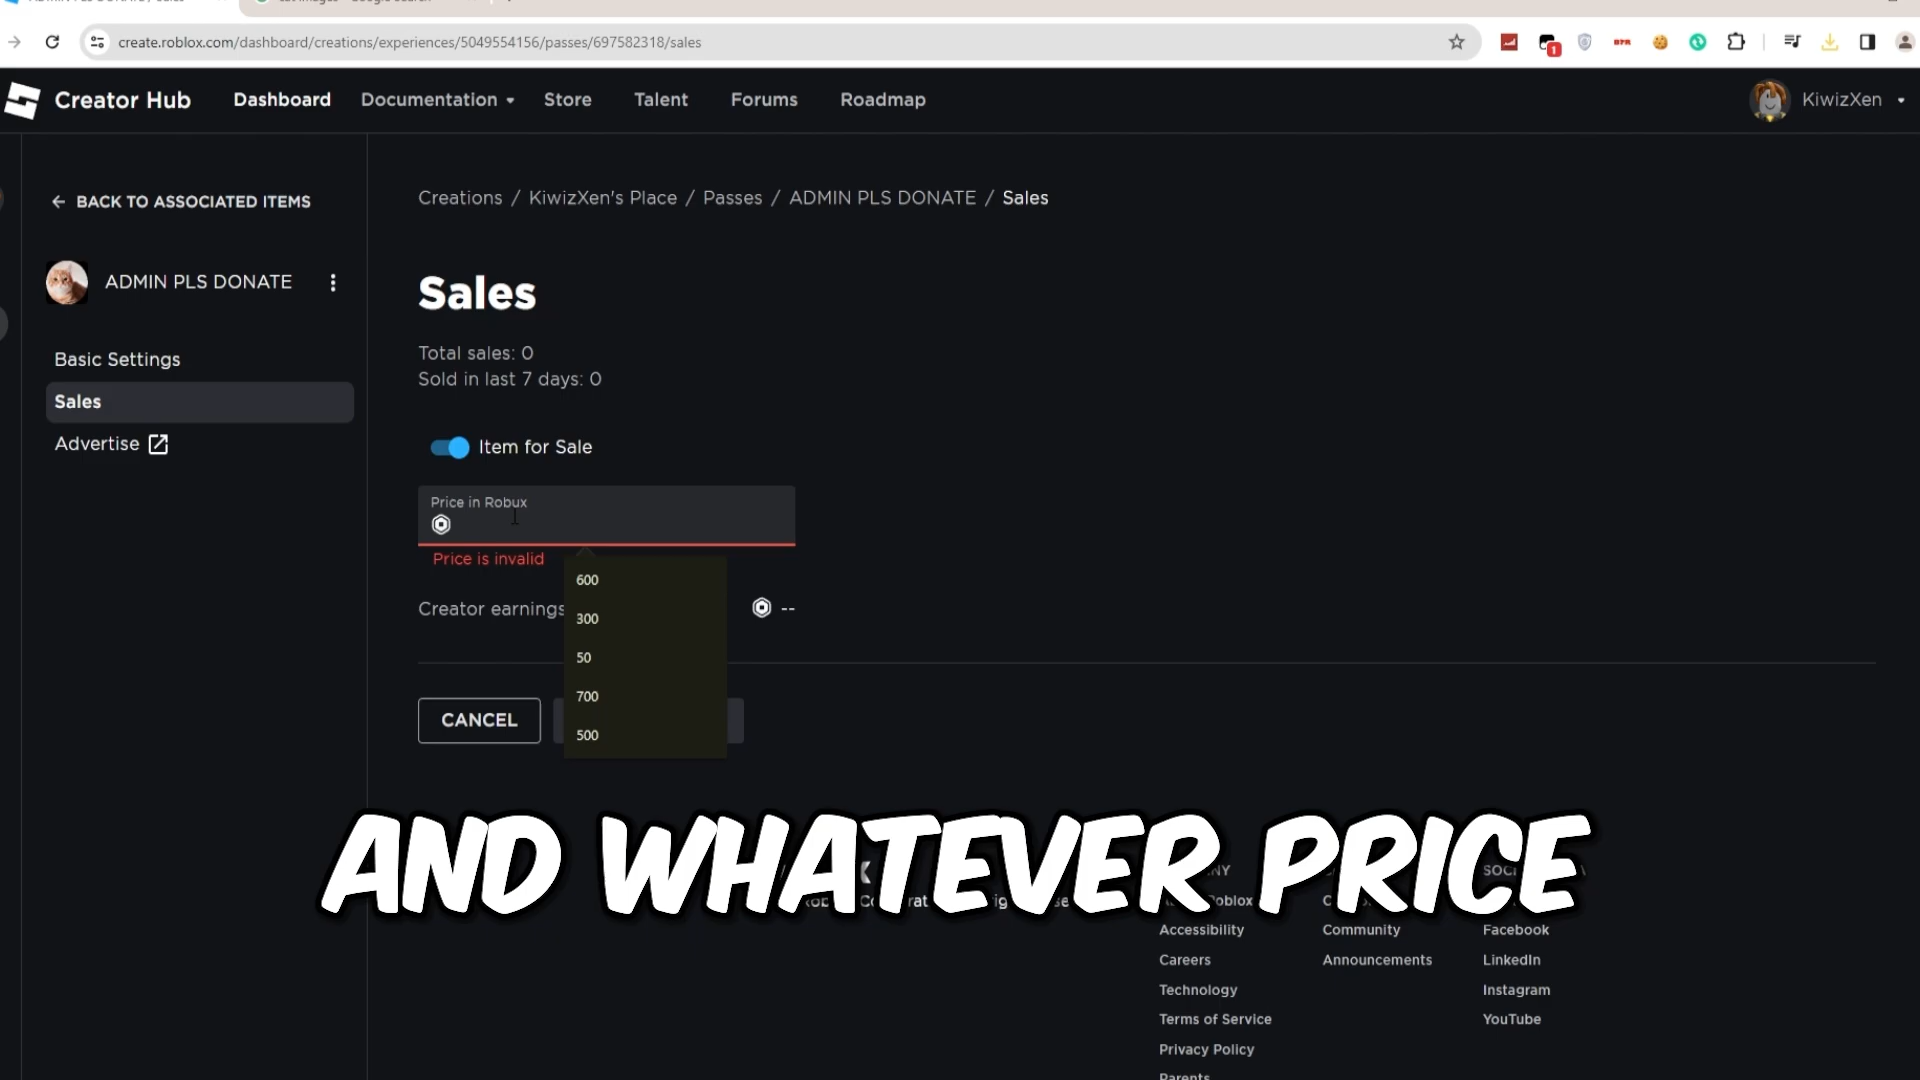 create.roblox.com/dashboard/creations/experiences/5049554156/passes/697582318/sales
1
Creator Hub
Dashboard
Documentation
Store
Talent
Forums
Roadmap
KiwizXen
BACK TO ASSOCIATED ITEMS
ADMIN PLS DONATE
Basic Settings
Sales
Advertise
Creations / KiwizXen's Place / Passes / ADMIN PLS DONATE / Sales
Sales
Total sales: 0
Sold in last 7 days: 0
Item for Sale
Price in Robux
Price is invalid
Creator earnings
--
600
300
50
700
500
CANCEL
AND WHATEVER PRICE
Accessibility
Careers
Technology
Terms of Service
Privacy Policy
Parents
Community
Announcements
Facebook
LinkedIn
Instagram
YouTube